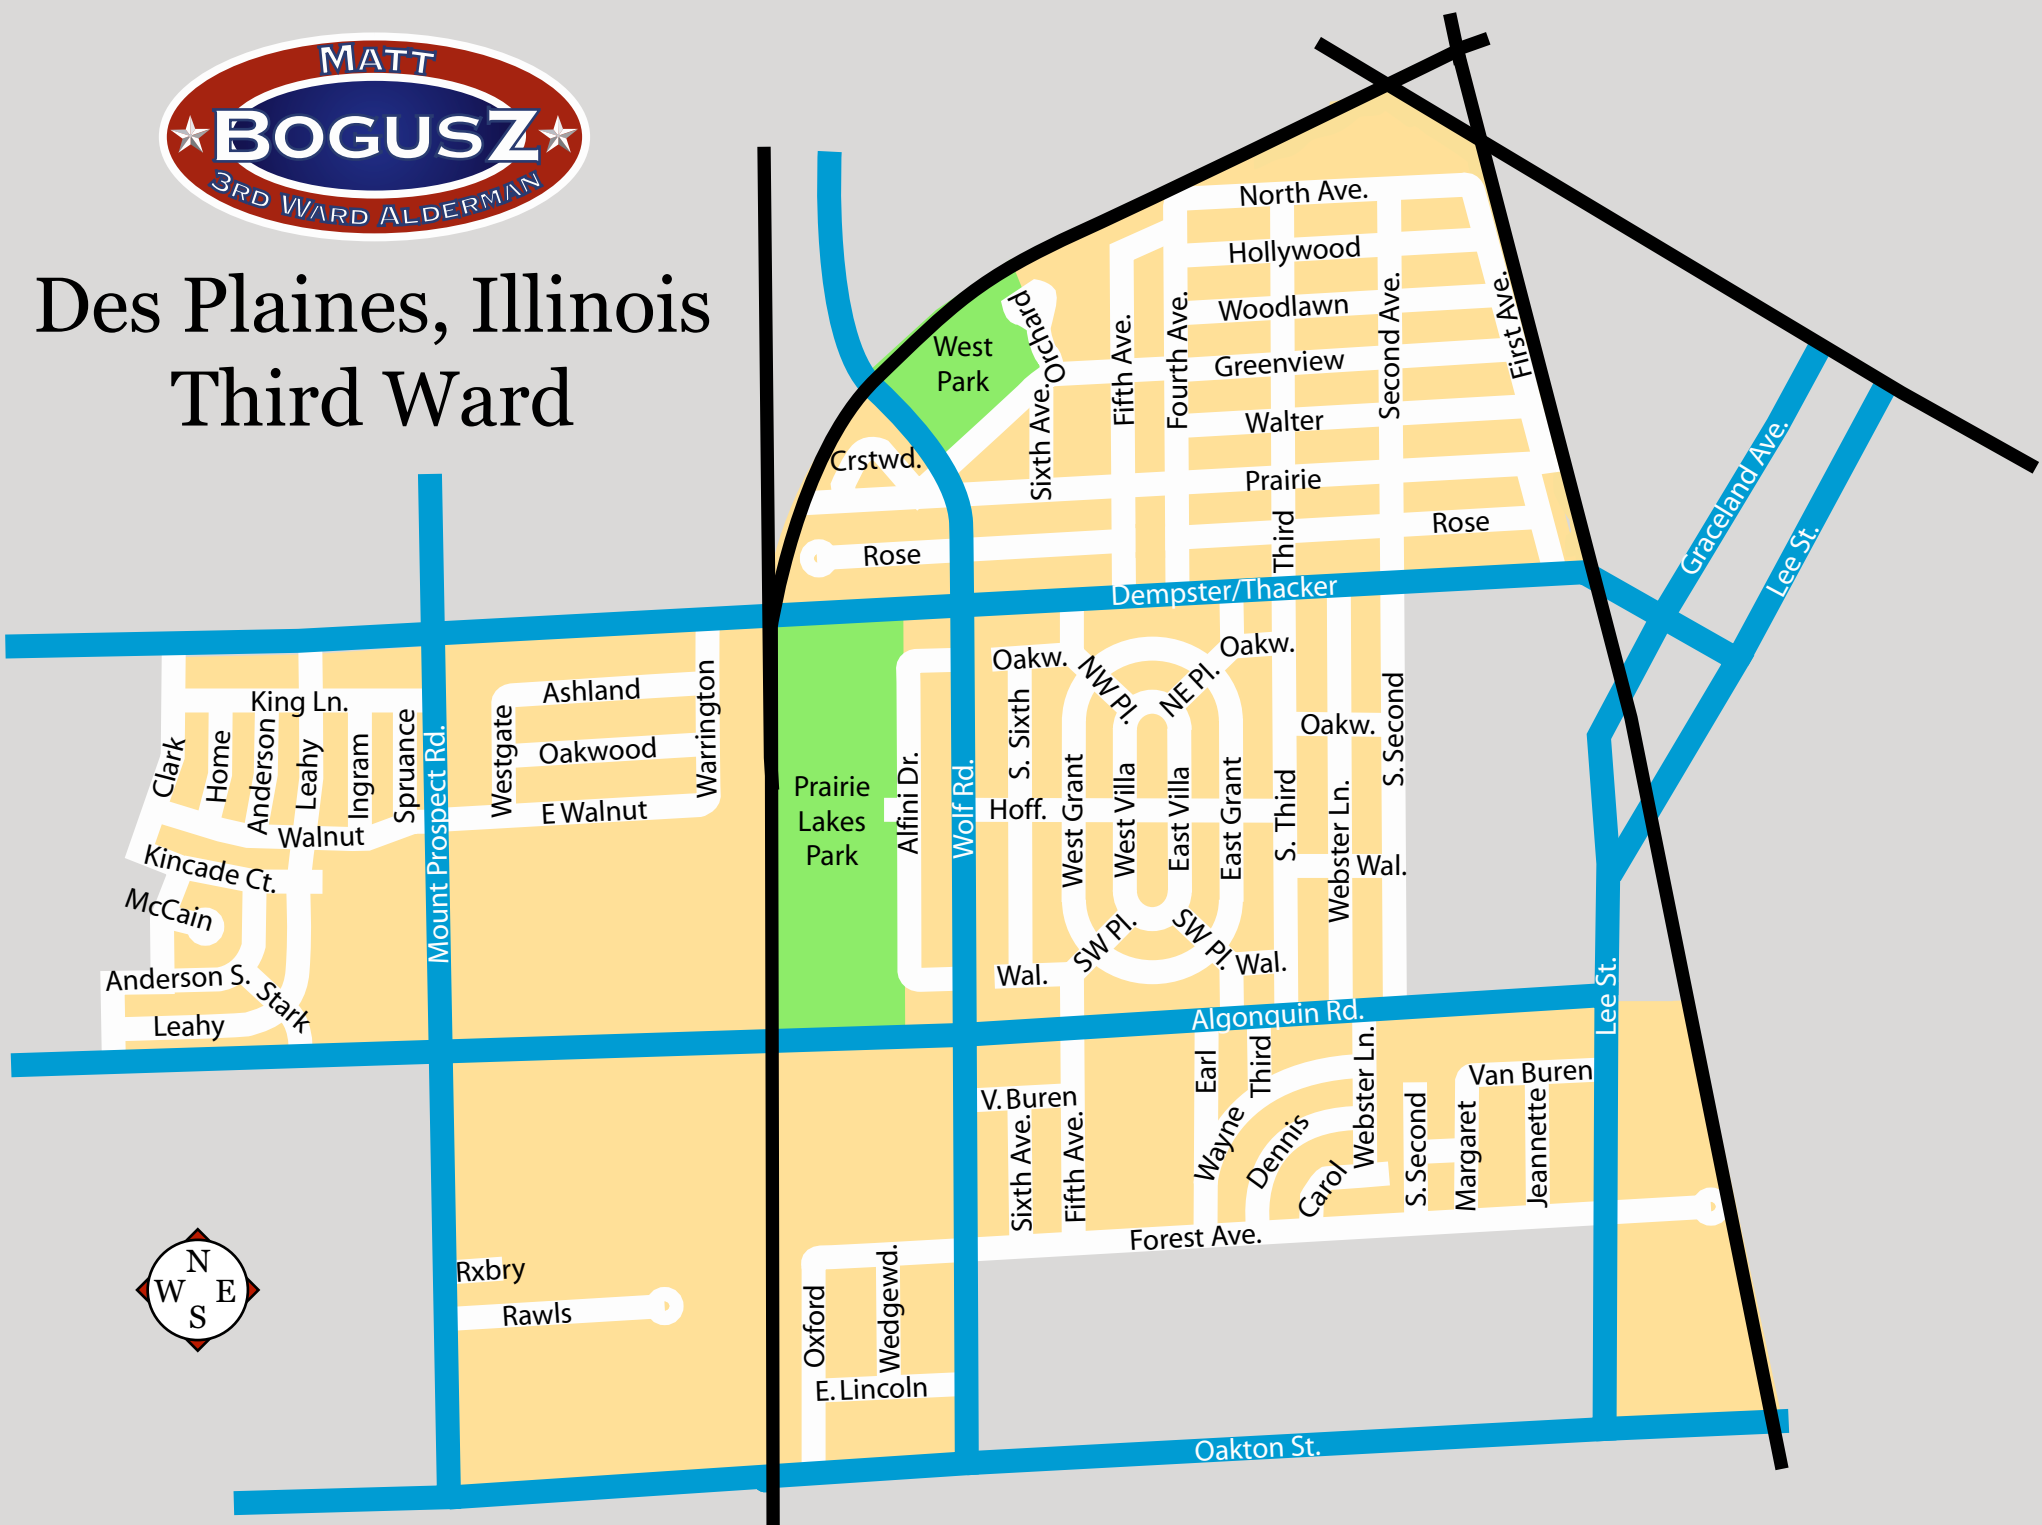 MATT
BOGUSZ
3RD WARD ALDERMAN
Des Plaines, Illinois
Third Ward
North Ave.
Hollywood
Woodlawn
Greenview
Walter
Prairie
Rose
Rose
First Ave.
Second Ave.
Third
Fourth Ave.
Fifth Ave.
Sixth Ave.
Orchard
West
Park
Crstwd.
Graceland Ave.
Lee St.
Dempster/Thacker
King Ln.
Clark
Home
Anderson
Leahy
Ingram
Spruance
Walnut
Kincade Ct.
McCain
Anderson S.
Stark
Leahy
Mount Prospect Rd.
Westgate
Ashland
Oakwood
E Walnut
Warrington
Prairie
Lakes
Park
Alfini Dr.
Wolf Rd.
Oakw.
S. Sixth
Hoff.
Wal.
NW Pl.
NE Pl.
West Grant
West Villa
East Villa
East Grant
SW Pl.
SW Pl.
Oakw.
Wal.
S. Third
Oakw.
Webster Ln.
Wal.
S. Second
Algonquin Rd.
Lee St.
V. Buren
Sixth Ave.
Fifth Ave.
Earl
Third
Wayne
Dennis
Carol
Webster Ln.
S. Second
Margaret
Van Buren
Jeannette
Forest Ave.
Rxbry
Rawls
Oxford
Wedgewd.
E. Lincoln
Oakton St.
N
W E
S